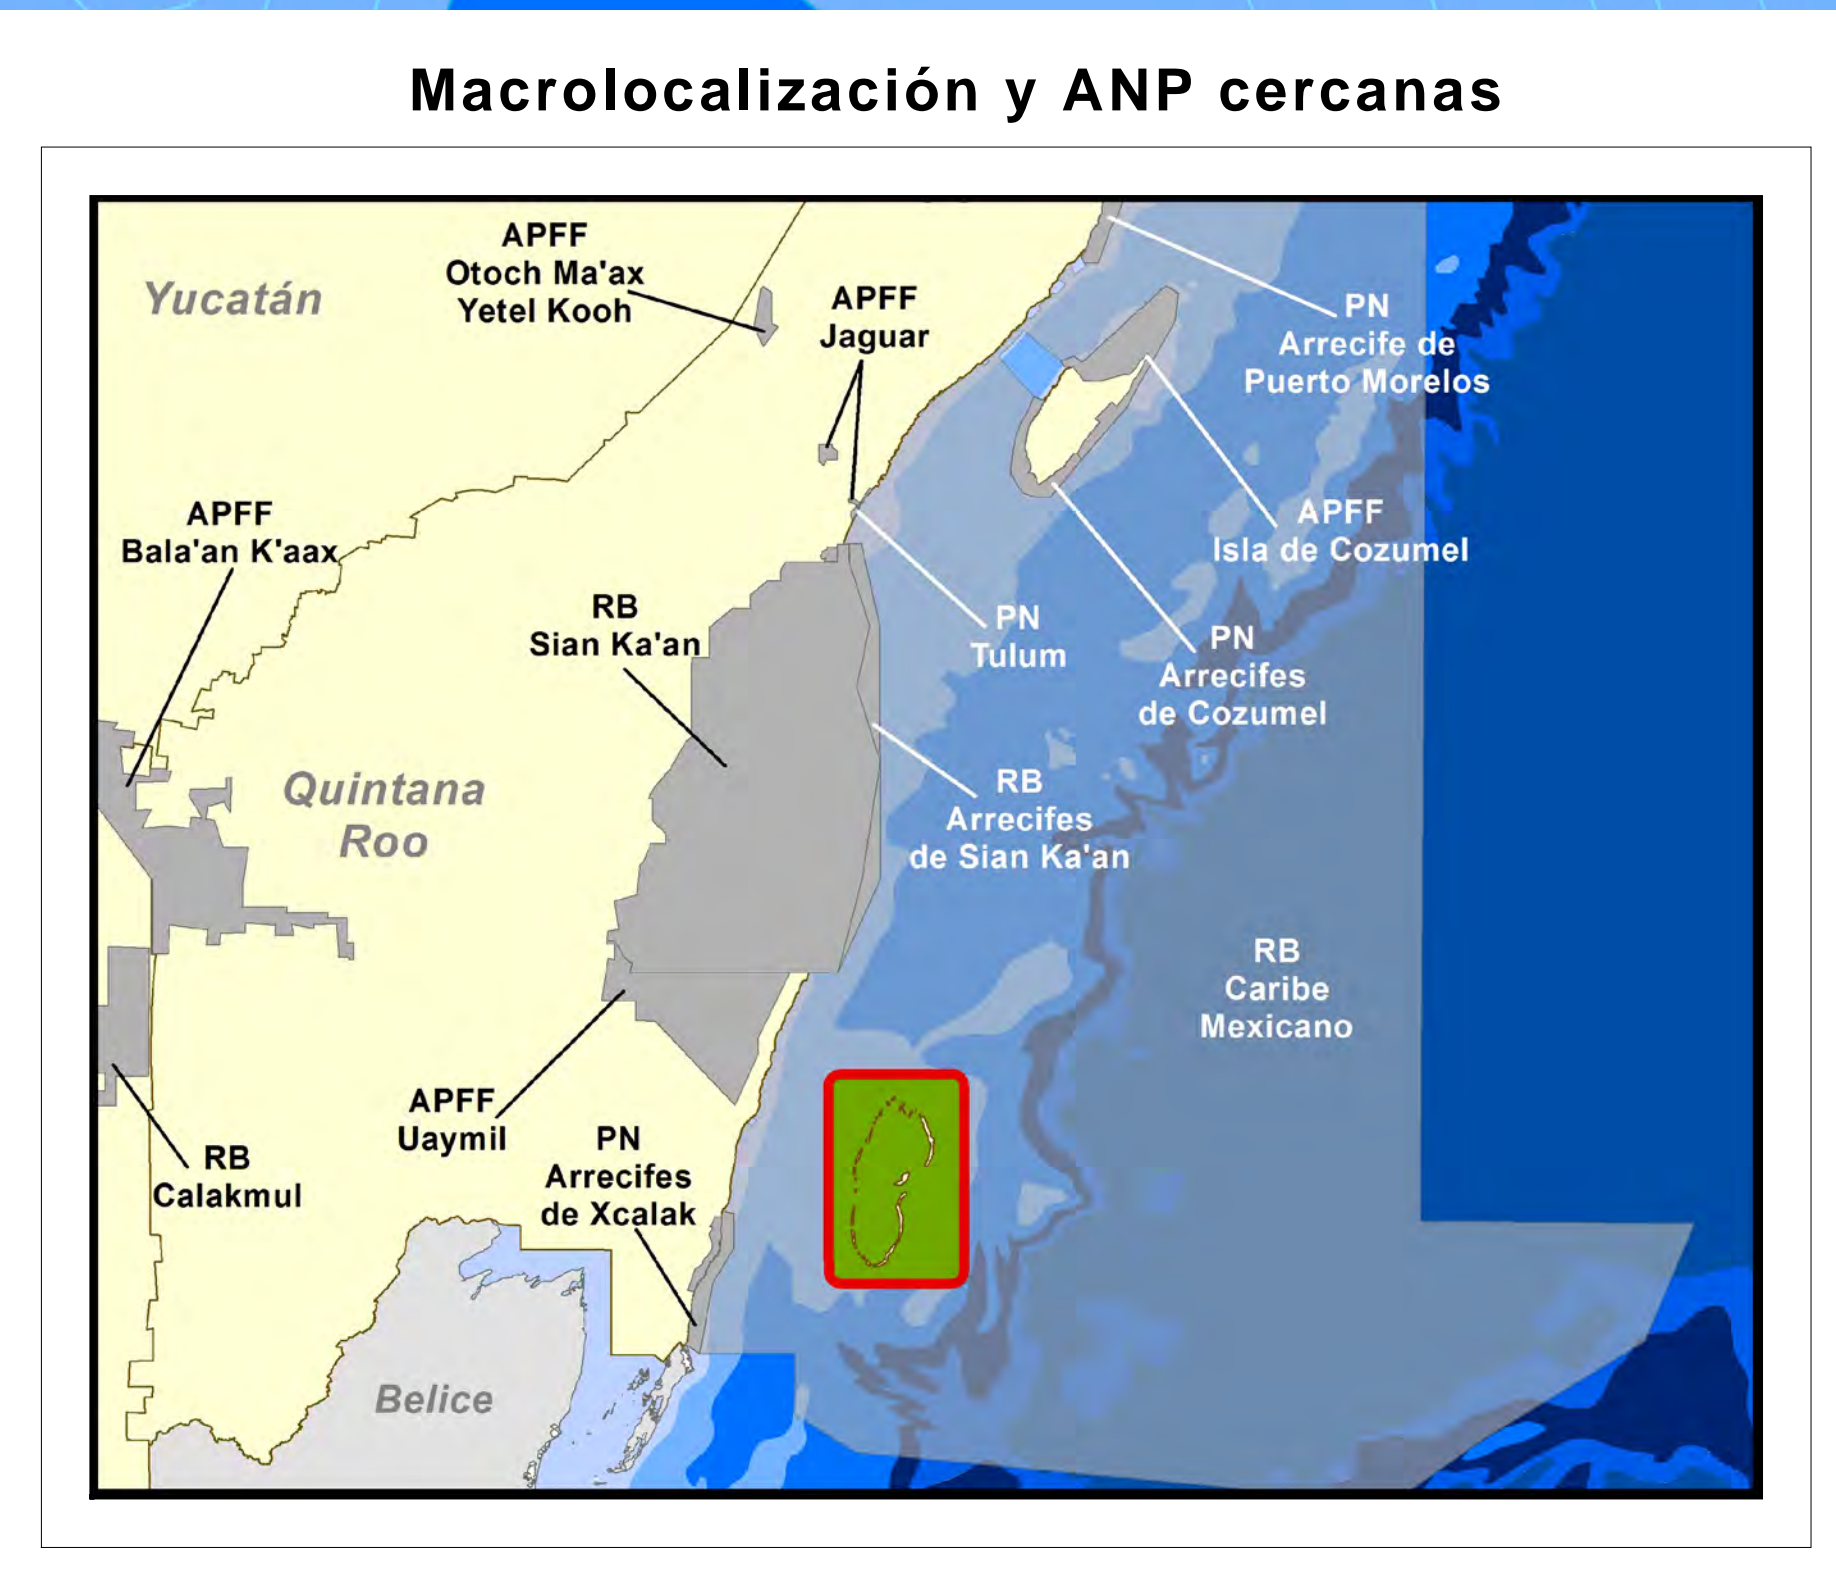 Macrolocalización y ANP cercanas
Yucatán
APFF
Otoch Ma'ax
Yetel Kooh
APFF
Jaguar
PN
Arrecife de
Puerto Morelos
APFF
Bala'an K'aax
APFF
Isla de Cozumel
RB
Sian Ka'an
PN
Tulum
PN
Arrecifes
de Cozumel
Quintana
Roo
RB
Arrecifes
de Sian Ka'an
RB
Caribe
Mexicano
APFF
Uaymil
PN
Arrecifes
de Xcalak
RB
Calakmul
Belice